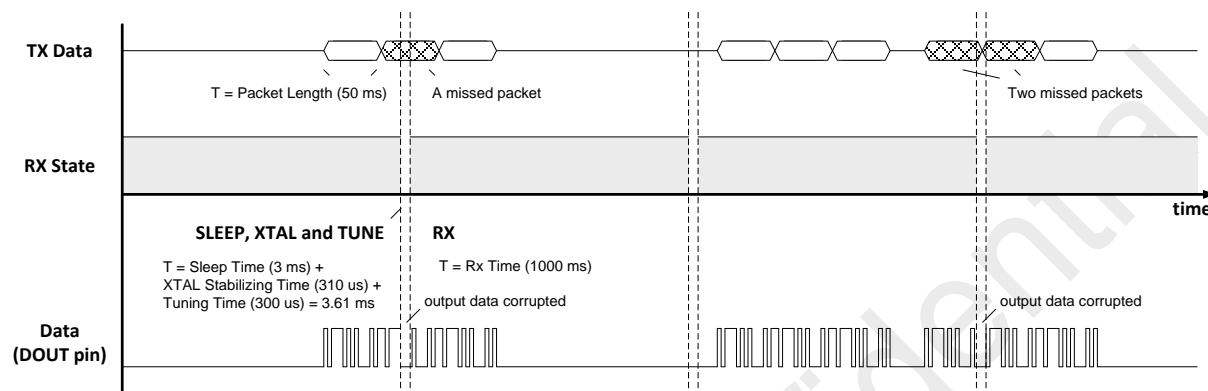 TX Data
T = Packet Length (50 ms)
A missed packet
Two missed packets
RX State
time
SLEEP, XTAL and TUNE
RX
T = Sleep Time (3 ms) +
XTAL Stabilizing Time (310 us) +
Tuning Time (300 us) = 3.61 ms
T = Rx Time (1000 ms)
output data corrupted
output data corrupted
Data
(DOUT pin)